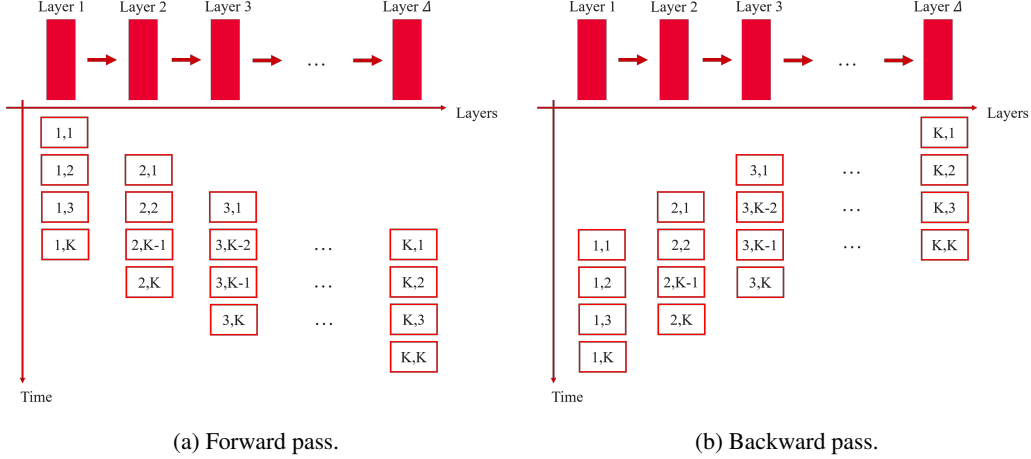 Layer 1 Layer 2 Layer 3 Layer Δ
...
Layers
1,1
1,2 2,1
1,3 2,2 3,1
1,K 2,K-1 3,K-2 ... K,1
2,K 3,K-1 ... K,2
3,K ... K,3
K,K
Time
(a) Forward pass.
Layer 1 Layer 2 Layer 3 Layer Δ
...
Layers
K,1
3,1 ... K,2
2,1 3,K-2 ... K,3
1,1 2,2 3,K-1 ... K,K
1,2 2,K-1 3,K
1,3 2,K
1,K
Time
(b) Backward pass.